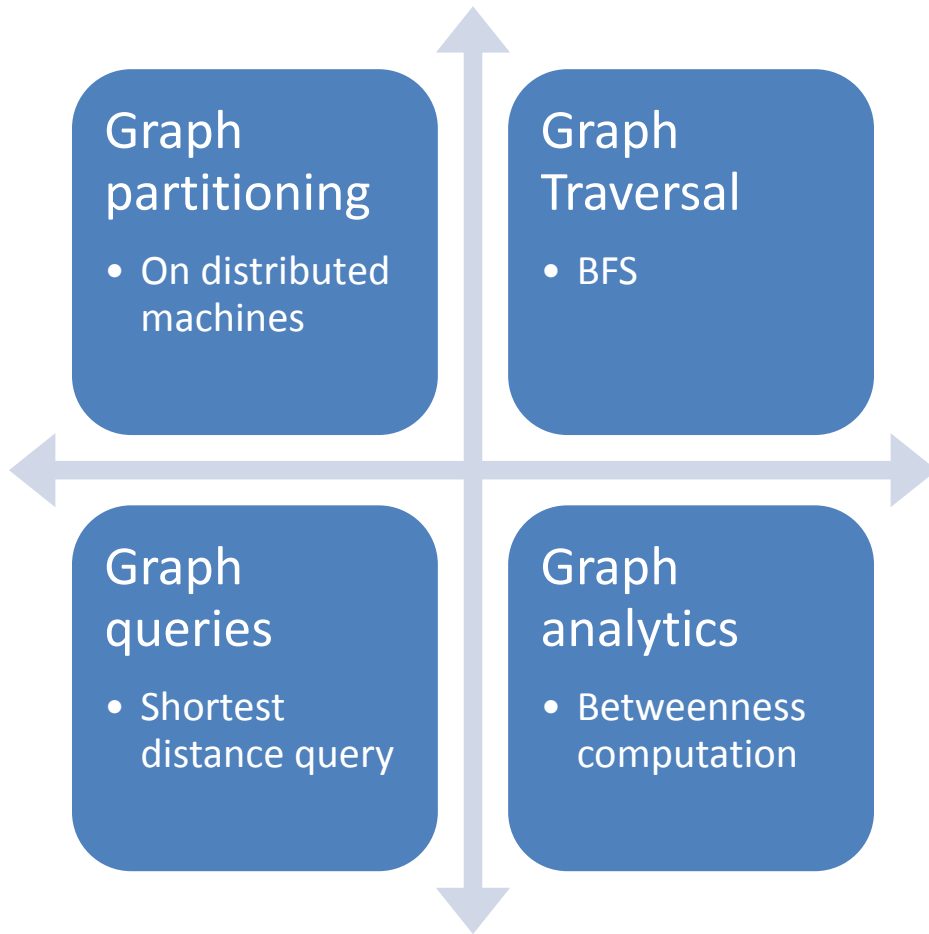 Graph
partitioning
• On distributed
machines
Graph
Traversal
• BFS
Graph
queries
• Shortest
distance query
Graph
analytics
• Betweenness
computation